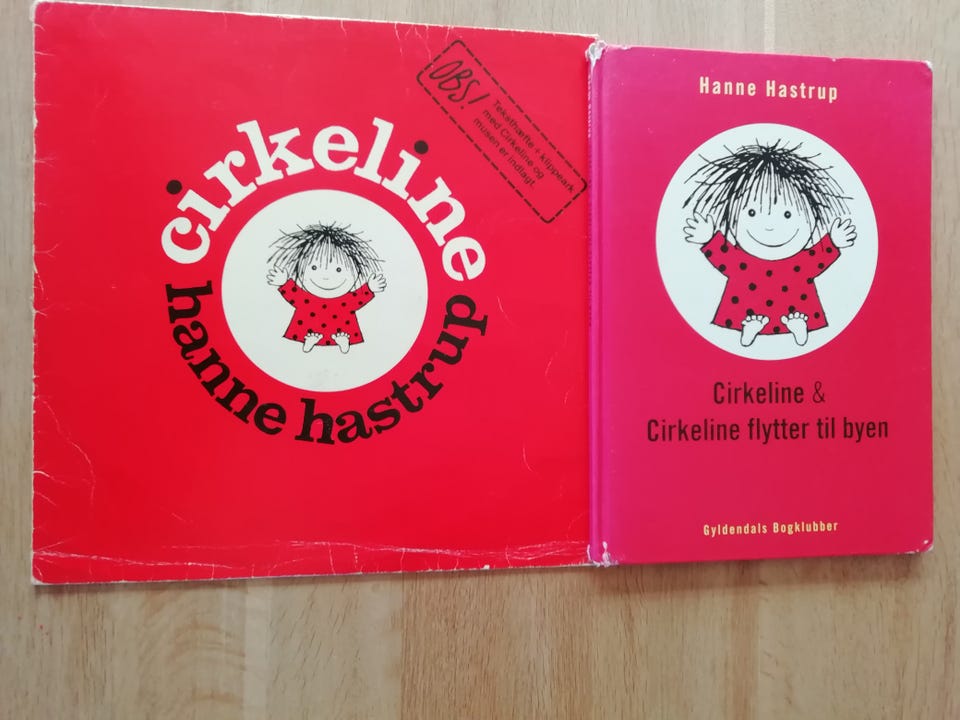 cirkeline
hanne hastrup
OBS!
Teksthæfte + klippeark
med Cirkeline og
musen er indlagt.
Hanne Hastrup
Cirkeline &
Cirkeline flytter til byen
Gyldendals Bogklubber